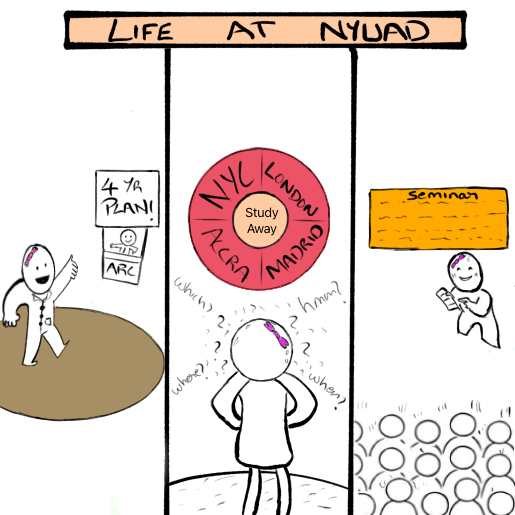 LIFE AT NYUAD
4 YR
PLAN!
ARC
NYC
LONDON
ACCRA
MADRID
Study
Away
which?
hmm?
where?
when?
? ? ? ? ? ? ?
seminar